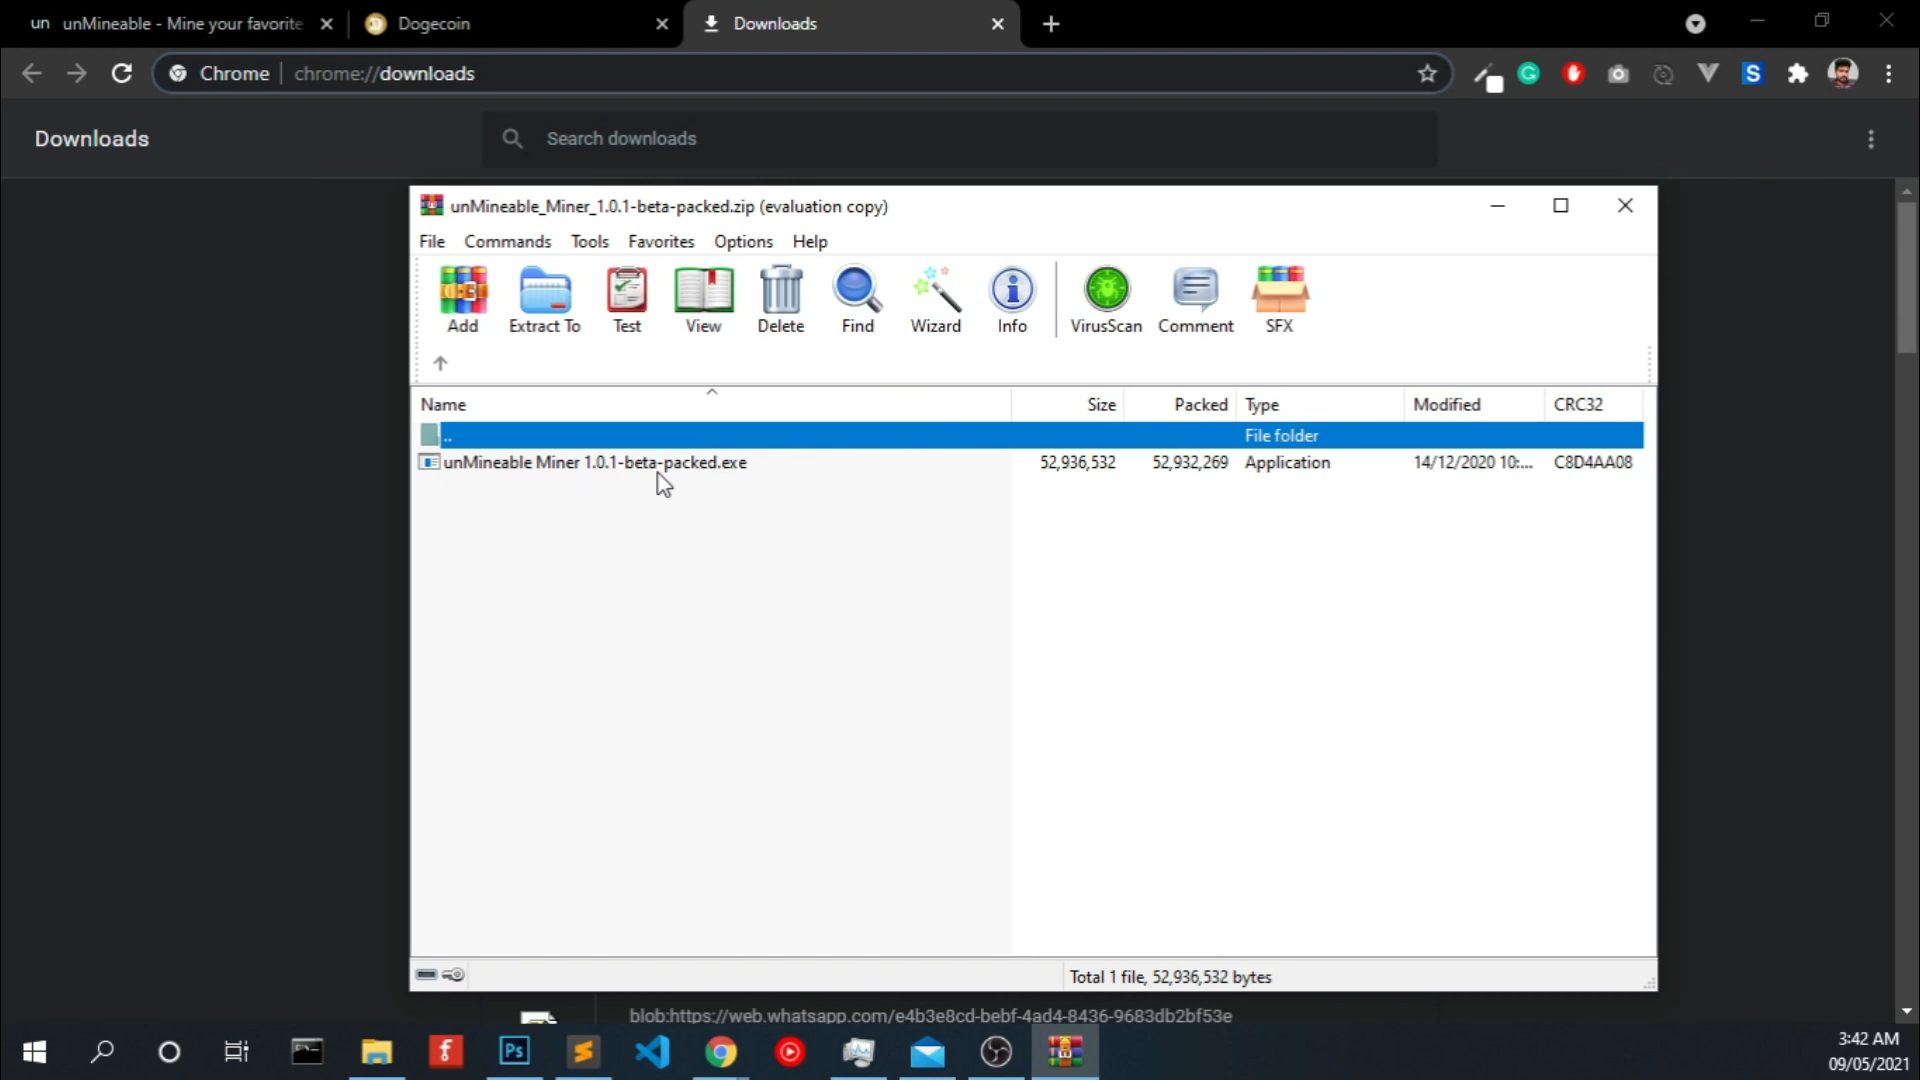 un unMineable - Mine your favorite
Dogecoin
Downloads
Chrome chrome://downloads
Downloads
Search downloads
unMineable_Miner_1.0.1-beta-packed.zip (evaluation copy)
File Commands Tools Favorites Options Help
Add Extract To Test View Delete Find Wizard Info VirusScan Comment SFX
Name Size Packed Type Modified CRC32
.. File folder
unMineable Miner 1.0.1-beta-packed.exe 52,936,532 52,932,269 Application 14/12/2020 10:... C8D4AA08
Total 1 file, 52,936,532 bytes
blob:https://web.whatsapp.com/e4b3e8cd-bebf-4ad4-8436-9683db2bf53e
Ps
3:42 AM
09/05/2021